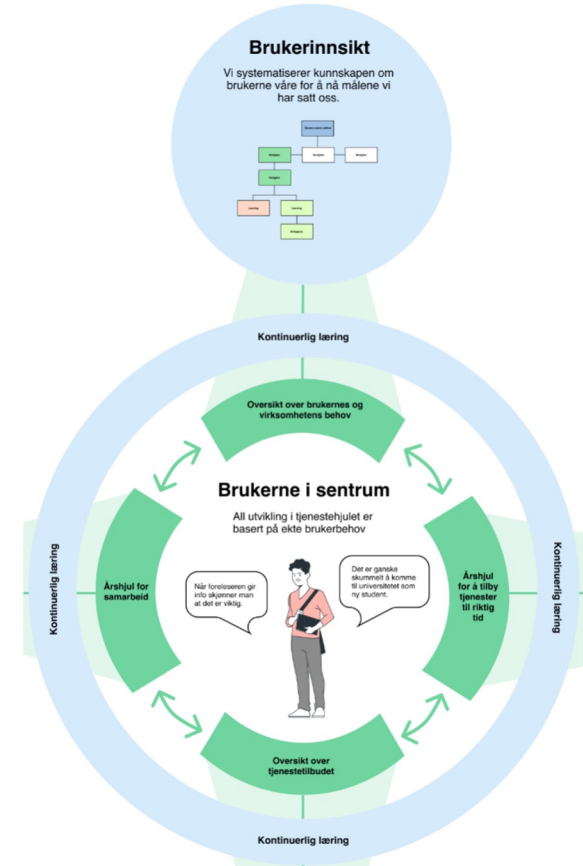 Brukerinnsikt
Vi systematiserer kunnskapen om
brukerne våre for å nå målene vi
har satt oss.
Kontinuerlig læring
Oversikt over brukernes og
virksomhetens behov
Brukerne i sentrum
All utvikling i tjenestehjulet er
basert på ekte brukerbehov
Kontinuerlig læring
Årshjul for
samarbeid
Når foreleseren gir
info skjønner man
at det er viktig.
Det er ganske
skummelt å komme
til universitetet som
ny student.
Årshjul
for å tilby
tjenester
til riktig
tid
Kontinuerlig læring
Oversikt over
tjenestetilbudet
Kontinuerlig læring